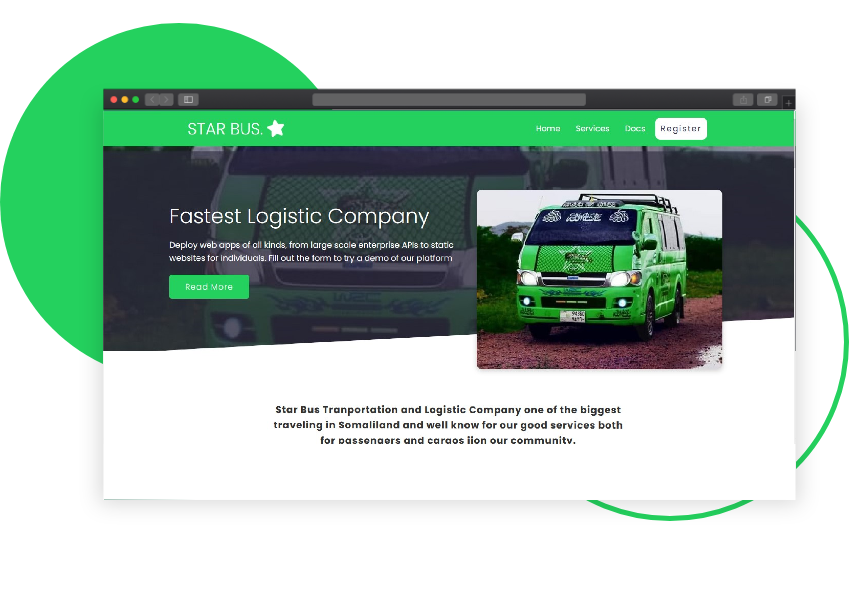 STAR BUS.
Home Services Docs Register
Fastest Logistic Company
Deploy web apps of all kinds, from large scale enterprise APIs to static
websites for individuals. Fill out the form to try a demo of our platform
Read More
Star Bus Tranportation and Logistic Company one of the biggest
traveling in Somaliland and well know for our good services both
for passengers and cargos iion our community.